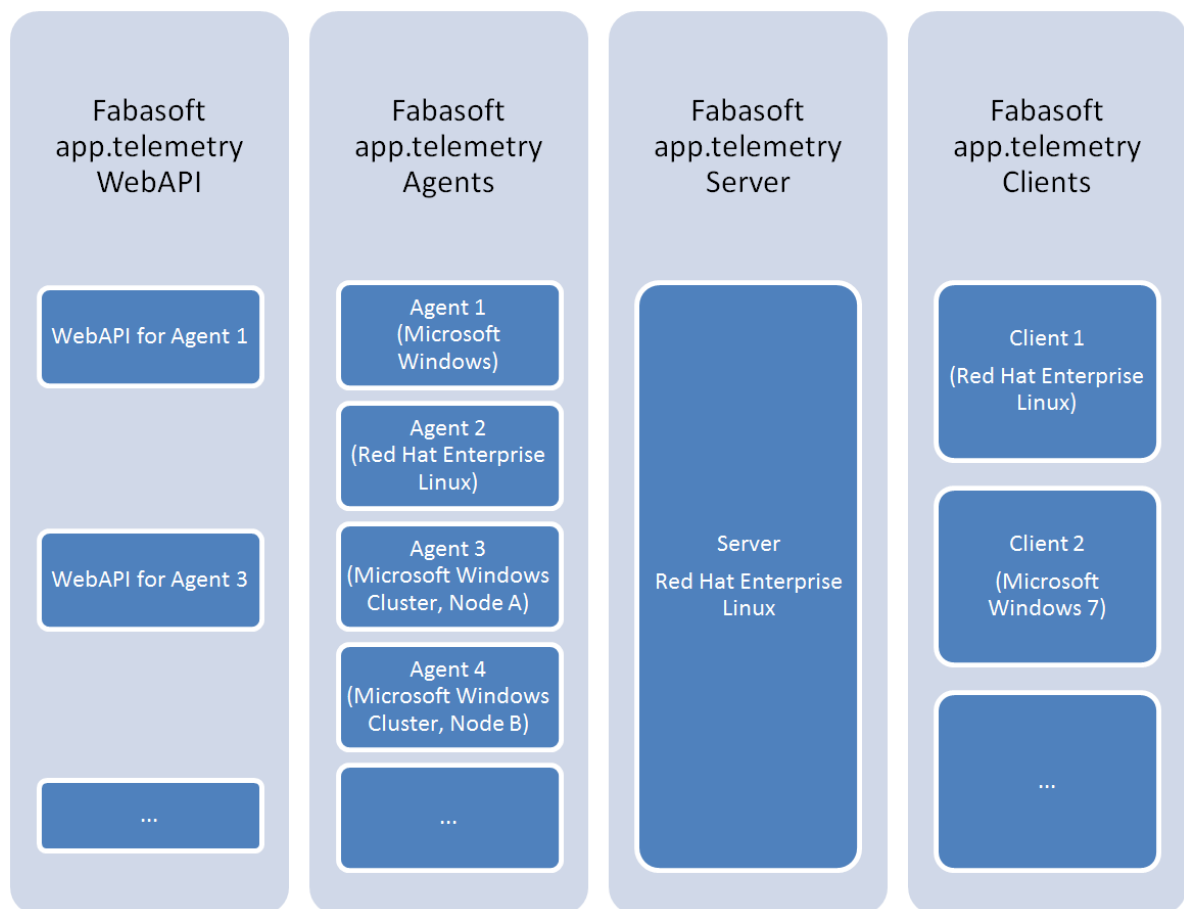 Fabasoft
app.telemetry
WebAPI
WebAPI for Agent 1
WebAPI for Agent 3
...
Fabasoft
app.telemetry
Agents
Agent 1
(Microsoft
Windows)
Agent 2
(Red Hat Enterprise
Linux)
Agent 3
(Microsoft Windows
Cluster, Node A)
Agent 4
(Microsoft Windows
Cluster, Node B)
...
Fabasoft
app.telemetry
Server
Server
Red Hat Enterprise
Linux
Fabasoft
app.telemetry
Clients
Client 1
(Red Hat Enterprise
Linux)
Client 2
(Microsoft
Windows 7)
...